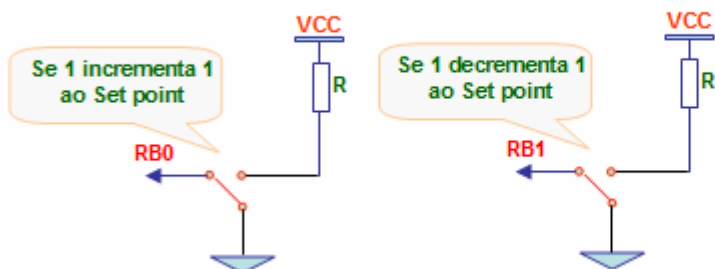 VCC
Se 1 incrementa 1
ao Set point
R
RB0
VCC
Se 1 decrementa 1
ao Set point
R
RB1